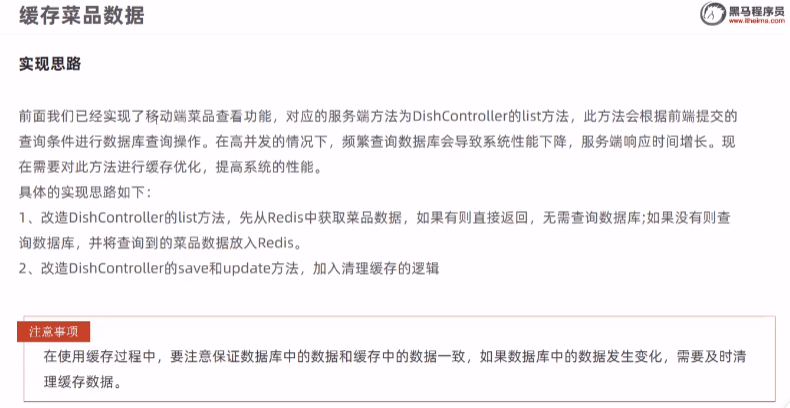 缓存菜品数据
黑马程序员
www.itheima.com
实现思路
前面我们已经实现了移动端菜品查看功能，对应的服务端方法为DishController的list方法，此方法会根据前端提交的
查询条件进行数据库查询操作。在高并发的情况下，频繁查询数据库会导致系统性能下降，服务端响应时间增长。现
在需要对此方法进行缓存优化，提高系统的性能。
具体的实现思路如下：
1、改造DishController的list方法，先从Redis中获取菜品数据，如果有则直接返回，无需查询数据库;如果没有则查
询数据库，并将查询到的菜品数据放入Redis。
2、改造DishController的save和update方法，加入清理缓存的逻辑
注意事项
在使用缓存过程中，要注意保证数据库中的数据和缓存中的数据一致，如果数据库中的数据发生变化，需要及时清
理缓存数据。